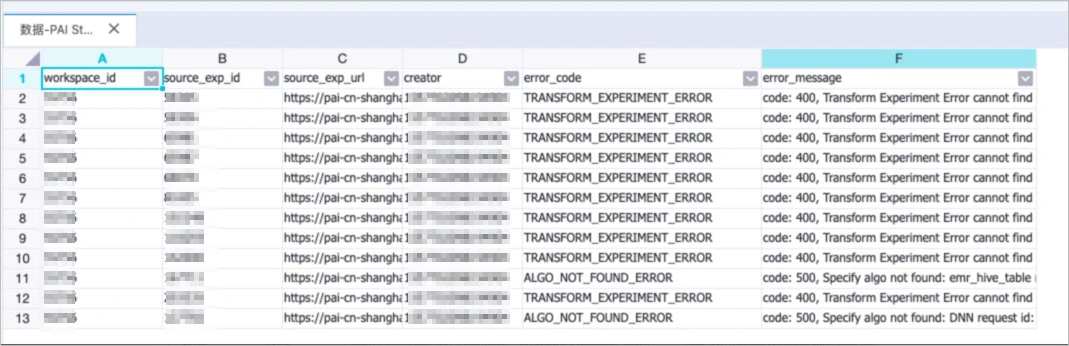 数据-PAI St...
A B C D E F
1 workspace_id source_exp_id source_exp_url creator error_code error_message
2 https://pai-cn-shangha TRANSFORM_EXPERIMENT_ERROR code: 400, Transform Experiment Error cannot find
3 https://pai-cn-shangha TRANSFORM_EXPERIMENT_ERROR code: 400, Transform Experiment Error cannot find
4 https://pai-cn-shangha TRANSFORM_EXPERIMENT_ERROR code: 400, Transform Experiment Error cannot find
5 https://pai-cn-shangha TRANSFORM_EXPERIMENT_ERROR code: 400, Transform Experiment Error cannot find
6 https://pai-cn-shangha TRANSFORM_EXPERIMENT_ERROR code: 400, Transform Experiment Error cannot find
7 https://pai-cn-shangha TRANSFORM_EXPERIMENT_ERROR code: 400, Transform Experiment Error cannot find
8 https://pai-cn-shangha TRANSFORM_EXPERIMENT_ERROR code: 400, Transform Experiment Error cannot find
9 https://pai-cn-shangha TRANSFORM_EXPERIMENT_ERROR code: 400, Transform Experiment Error cannot find
10 https://pai-cn-shangha TRANSFORM_EXPERIMENT_ERROR code: 400, Transform Experiment Error cannot find
11 https://pai-cn-shangha ALGO_NOT_FOUND_ERROR code: 500, Specify algo not found: emr_hive_table
12 https://pai-cn-shangha TRANSFORM_EXPERIMENT_ERROR code: 400, Transform Experiment Error cannot find
13 https://pai-cn-shangha ALGO_NOT_FOUND_ERROR code: 500, Specify algo not found: DNN request id: